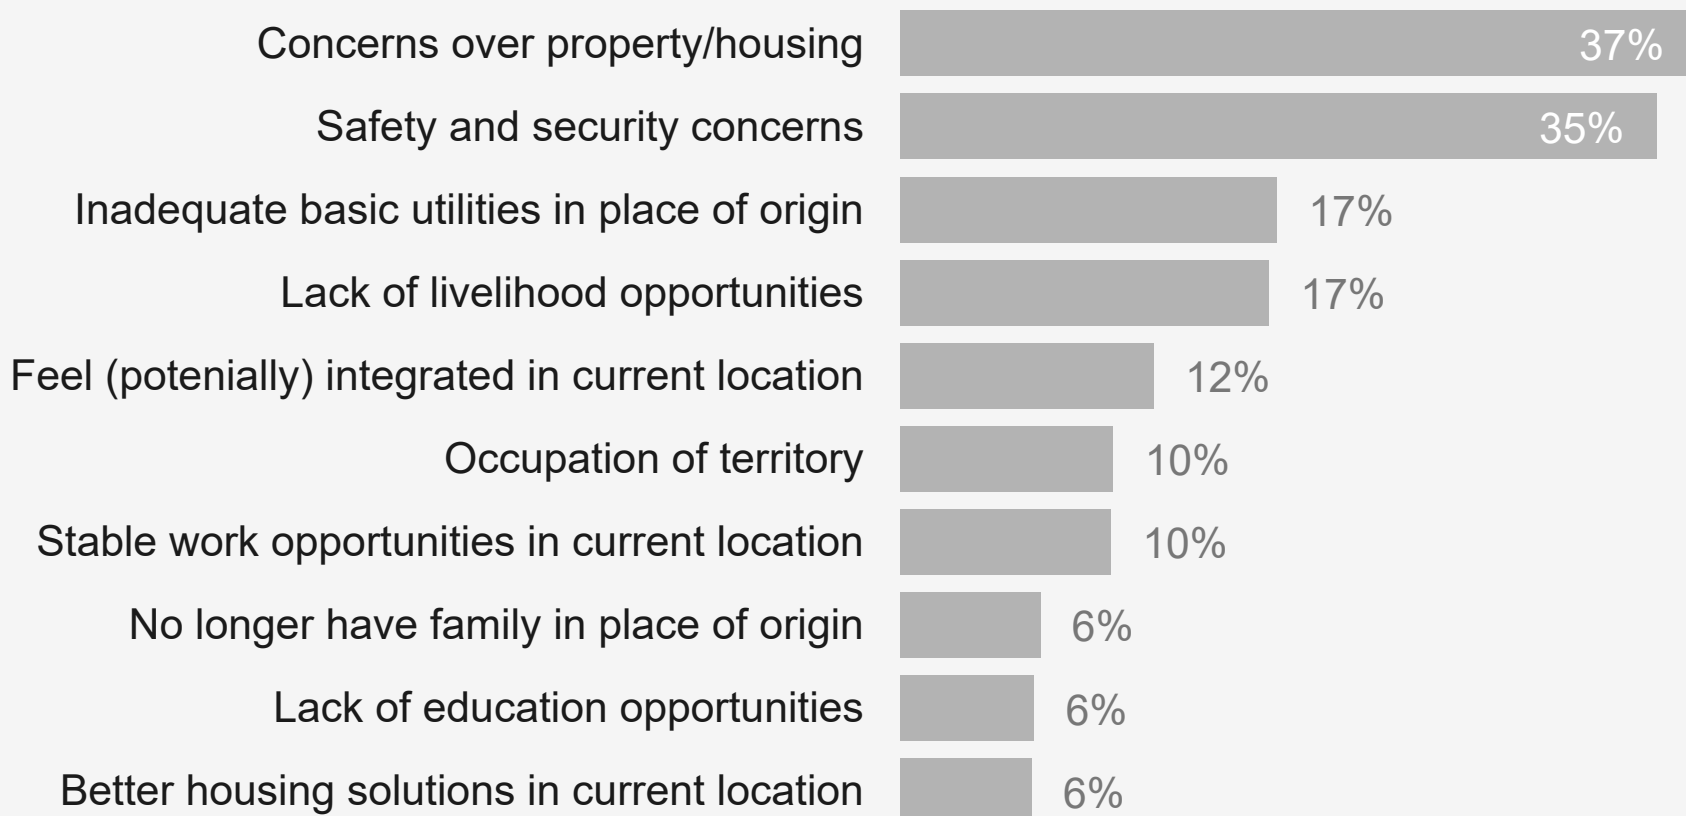 Concerns over property/housing 37%
Safety and security concerns 35%
Inadequate basic utilities in place of origin 17%
Lack of livelihood opportunities 17%
Feel (potenially) integrated in current location 12%
Occupation of territory 10%
Stable work opportunities in current location 10%
No longer have family in place of origin 6%
Lack of education opportunities 6%
Better housing solutions in current location 6%